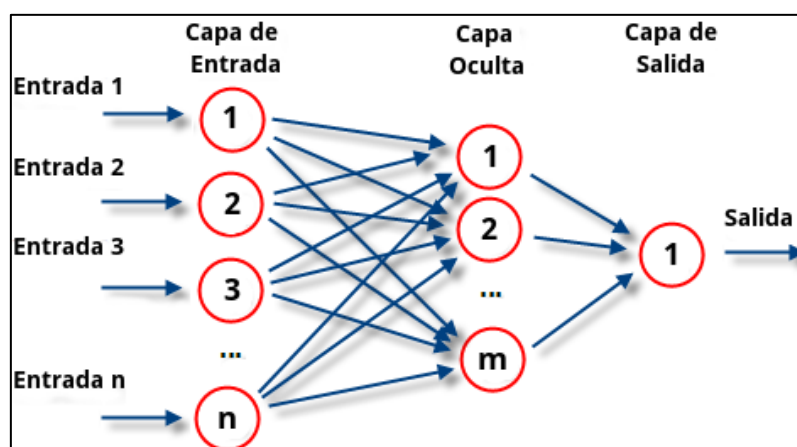 Capa de
Entrada
Capa
Oculta
Capa de
Salida
Entrada 1
1
Entrada 2
2
Entrada 3
3
...
Entrada n
n
1
2
...
m
1
Salida